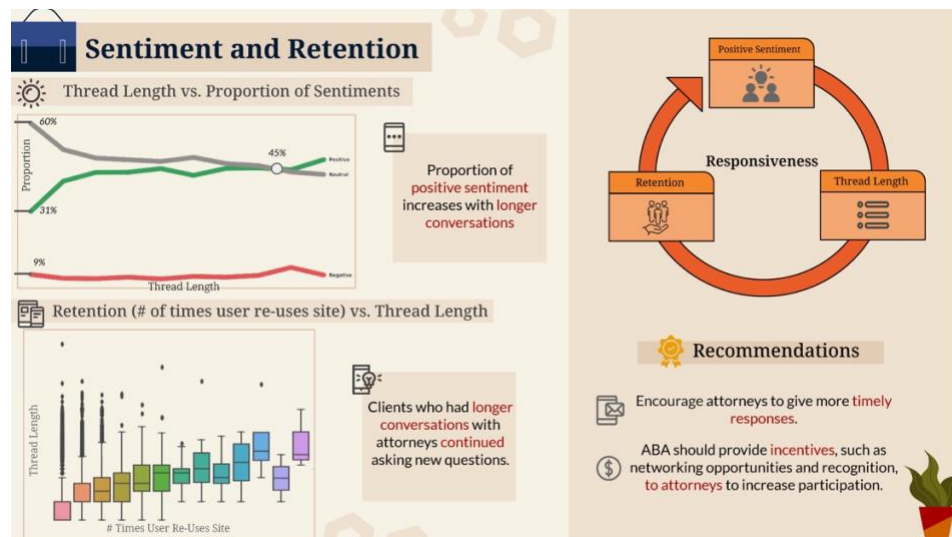 Sentiment and Retention
Thread Length vs. Proportion of Sentiments
60%
Proportion
45%
Positive
Neutral
31%
9%
Negative
Thread Length
Proportion of
positive sentiment
increases with longer
conversations
Retention (# of times user re-uses site) vs. Thread Length
Thread Length
# Times User Re-Uses Site
Clients who had longer
conversations with
attorneys continued
asking new questions.
Positive Sentiment
Responsiveness
Retention
Thread Length
Recommendations
Encourage attorneys to give more timely
responses.
$
ABA should provide incentives, such as
networking opportunities and recognition,
to attorneys to increase participation.